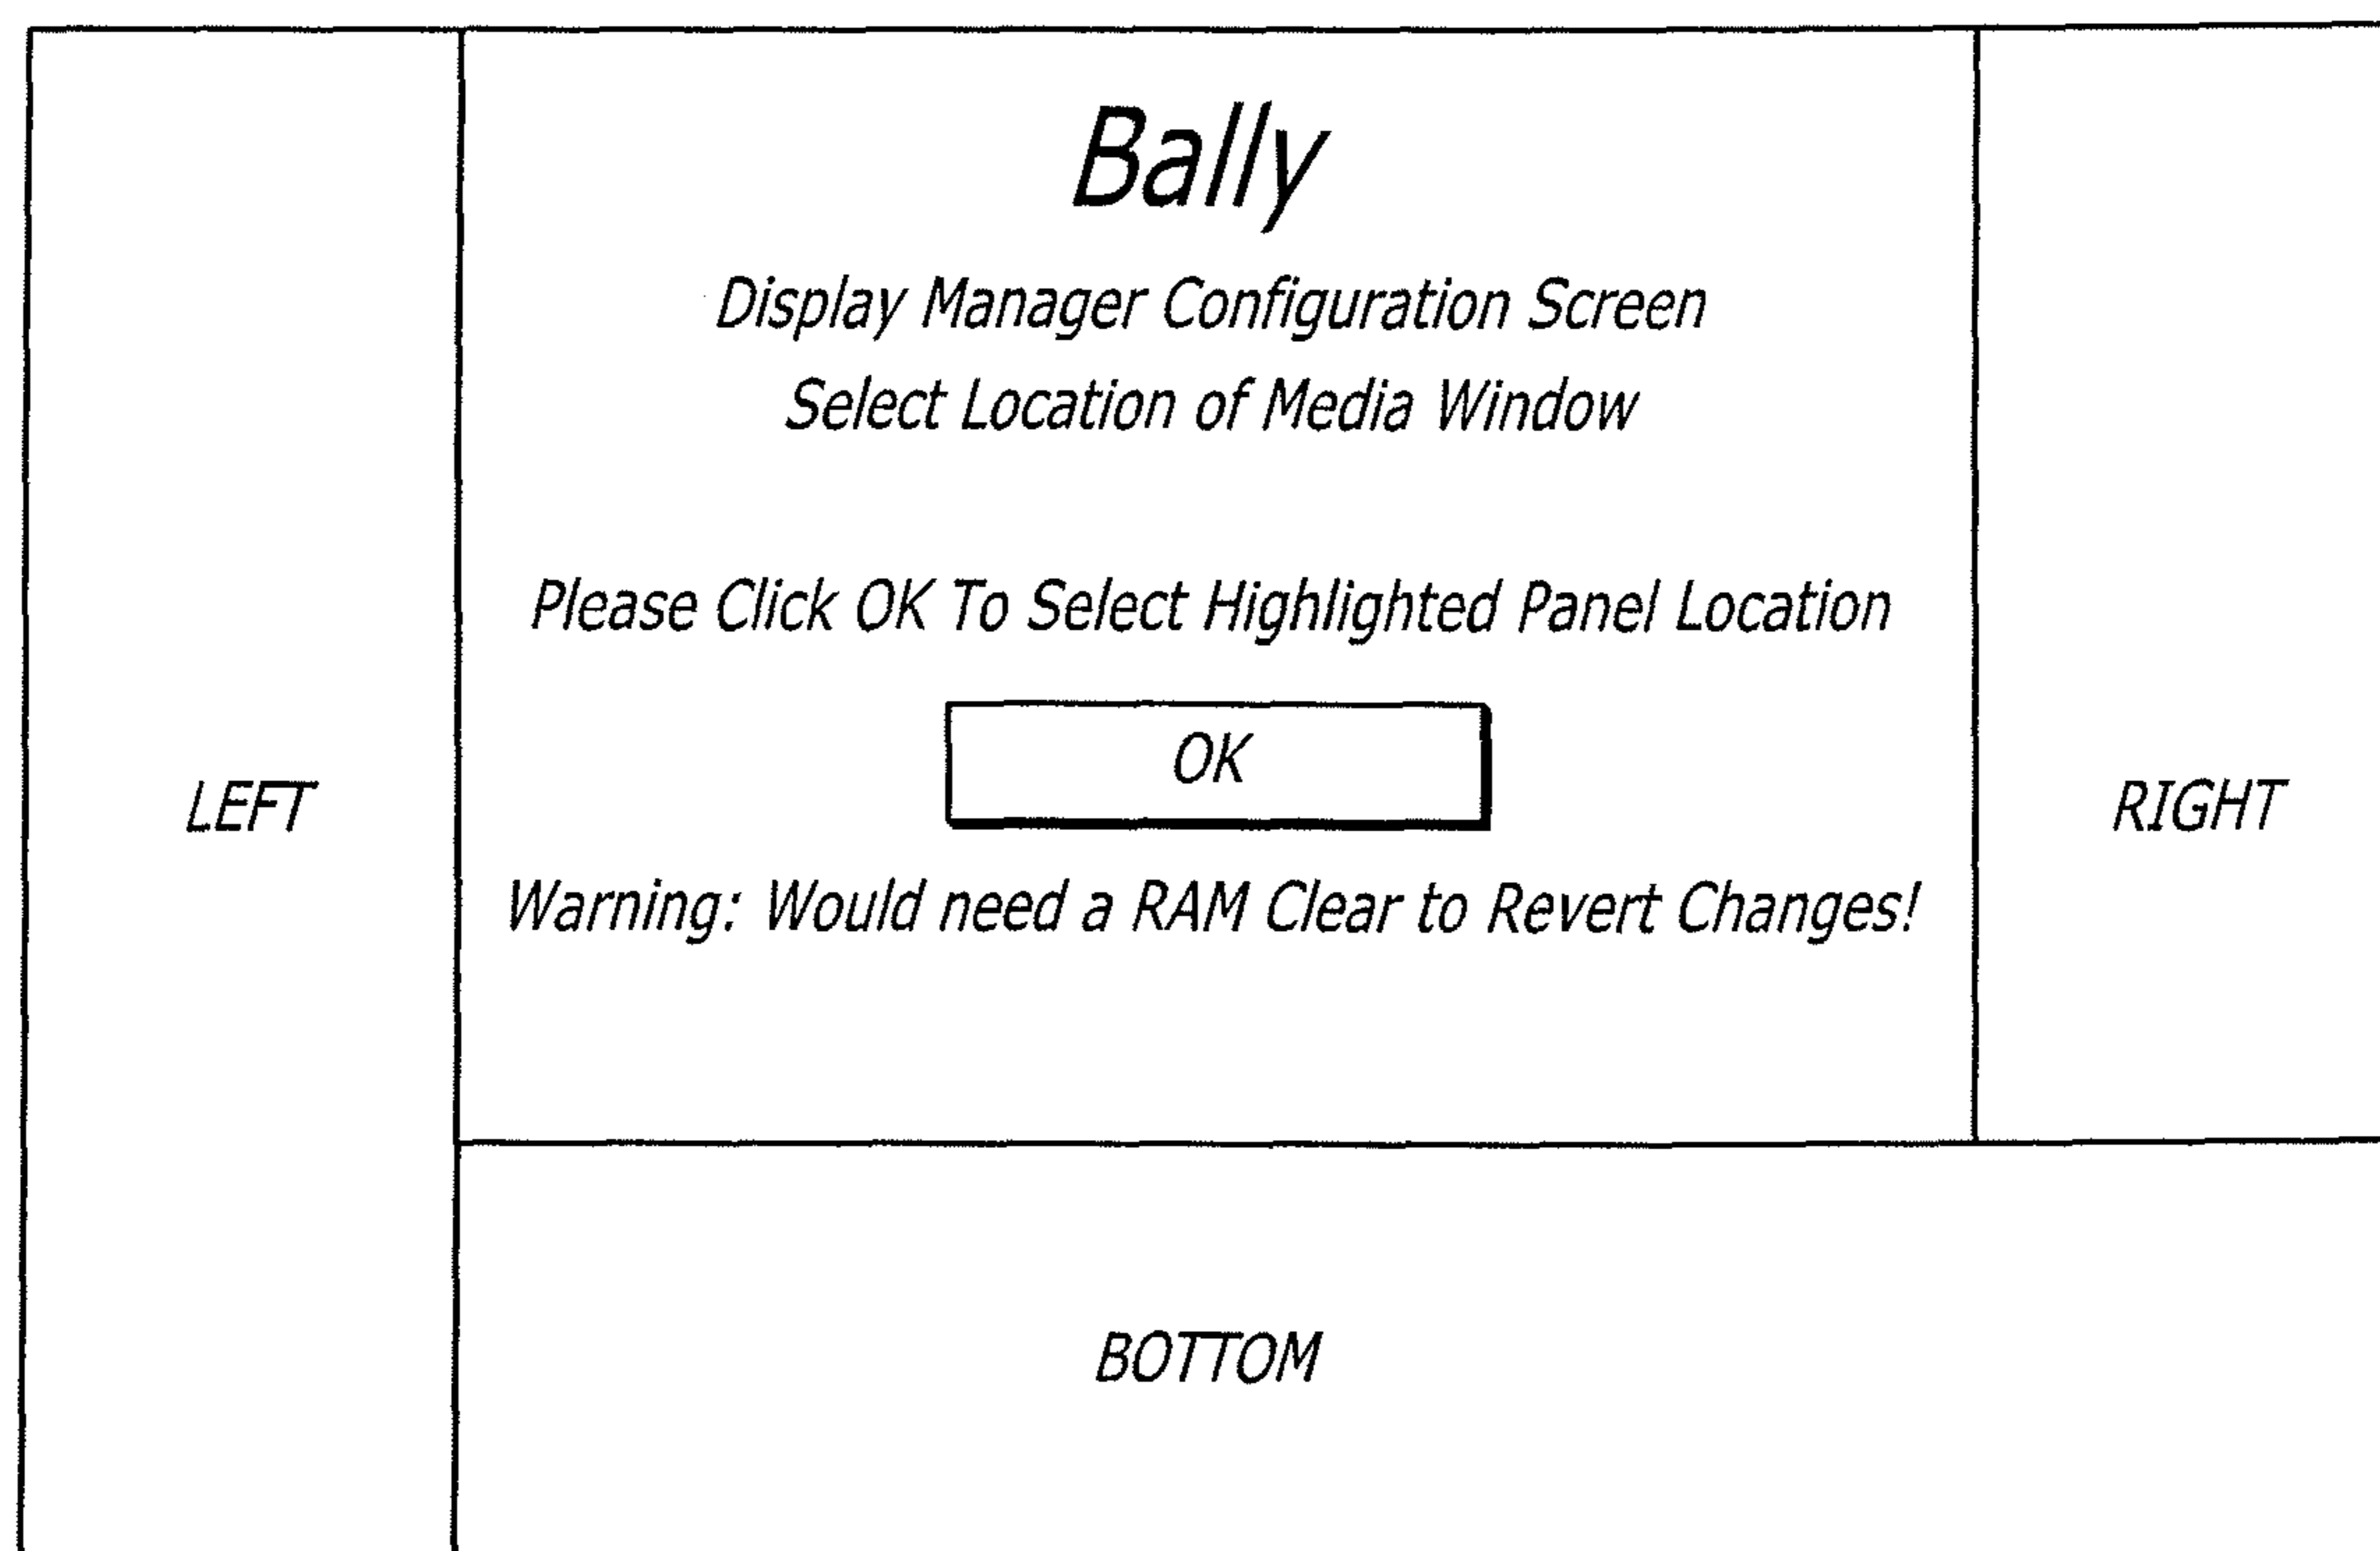 Bally
Display Manager Configuration Screen
Select Location of Media Window
Please Click OK To Select Highlighted Panel Location
OK
LEFT
RIGHT
Warning: Would need a RAM Clear to Revert Changes!
BOTTOM